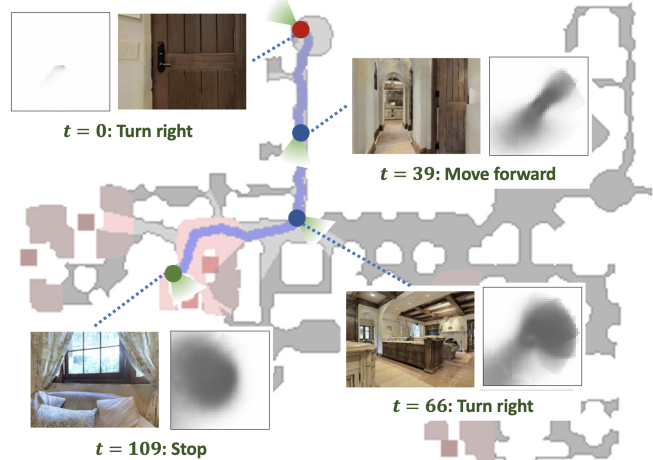 t = 0: Turn right
t = 39: Move forward
t = 66: Turn right
t = 109: Stop